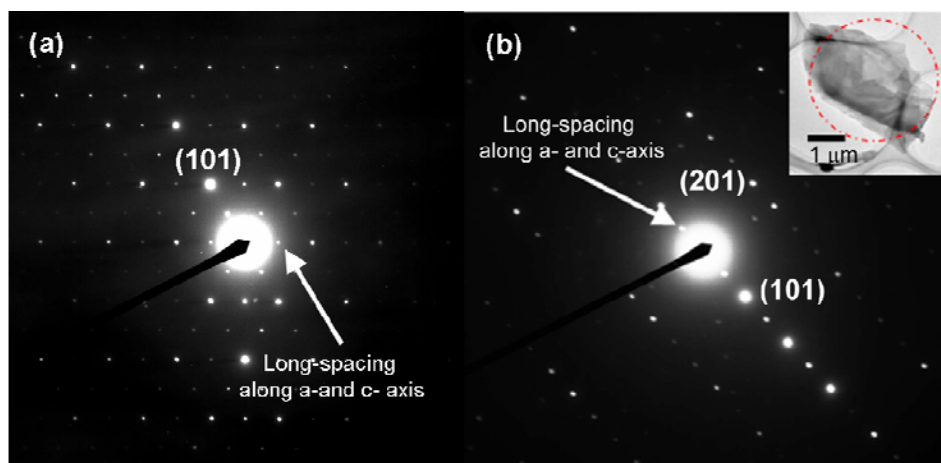 (a)
(101)
Long-spacing
along a-and c- axis
(b)
Long-spacing
along a- and c-axis
(201)
(101)
1 μm